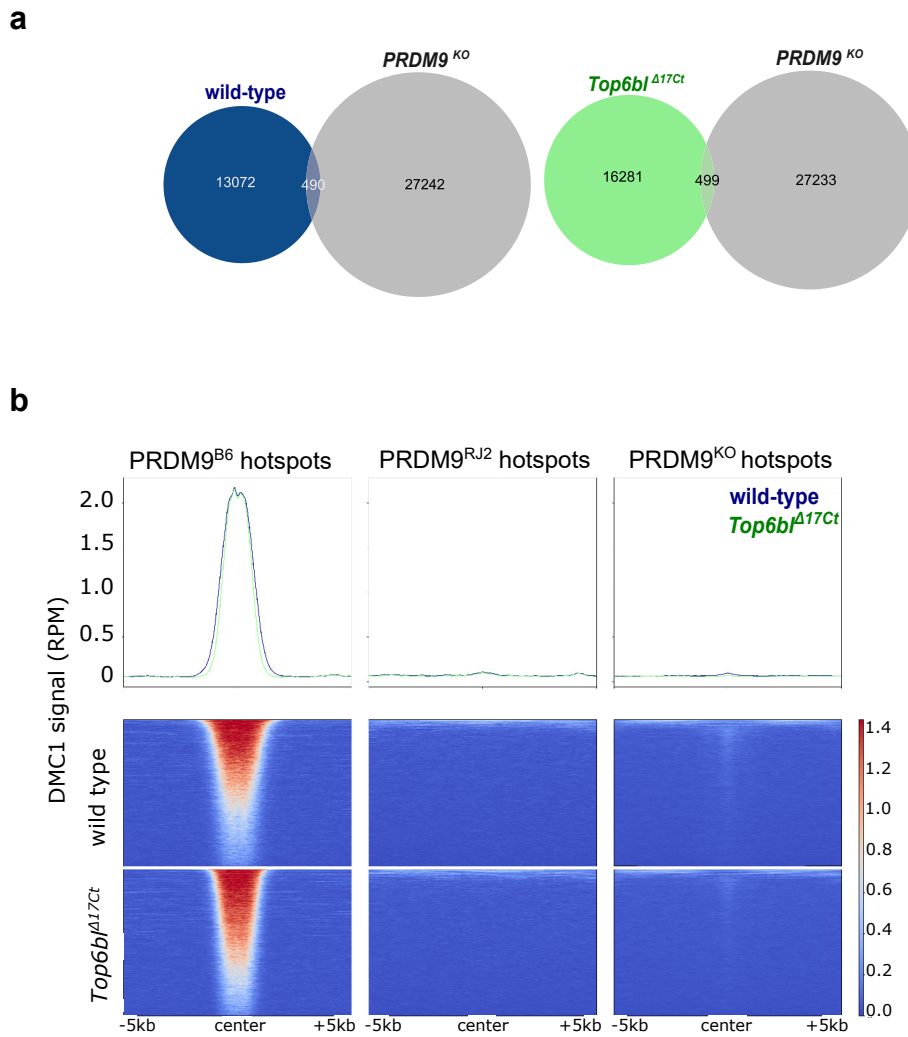 a
PRDM9 KO
PRDM9 KO
wild-type
Top6bl Δ17Ct
13072
490
27242
16281
499
27233
b
PRDM9B6 hotspots
PRDM9RJ2 hotspots
PRDM9KO hotspots
wild-type
Top6blΔ17Ct
2.0
1.5
1.0
0.5
0
DMC1 signal (RPM)
wild type
Top6blΔ17Ct
1.4
1.2
1.0
0.8
0.6
0.4
0.2
0.0
-5kb center +5kb
-5kb center +5kb
-5kb center +5kb